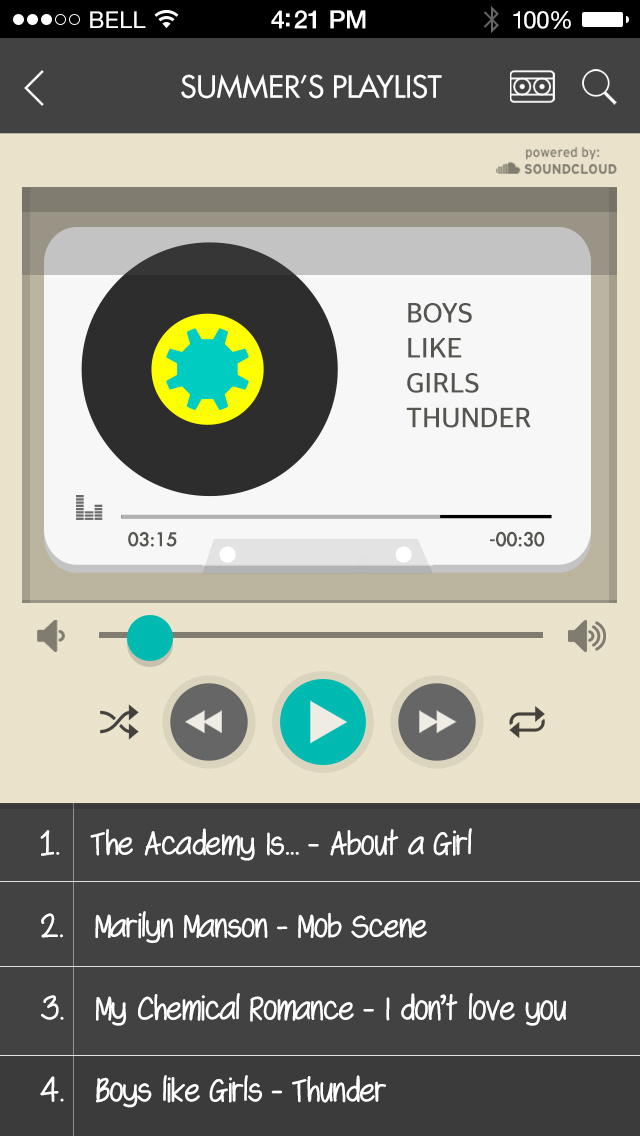 BELL 4:21 PM 100%
SUMMER'S PLAYLIST
powered by:
SOUNDCLOUD
BOYS
LIKE
GIRLS
THUNDER
03:15 -00:30
1. The Academy Is... - About a Girl
2. Marilyn Manson - Mob Scene
3. My Chemical Romance - I don't love you
4. Boys like Girls - Thunder